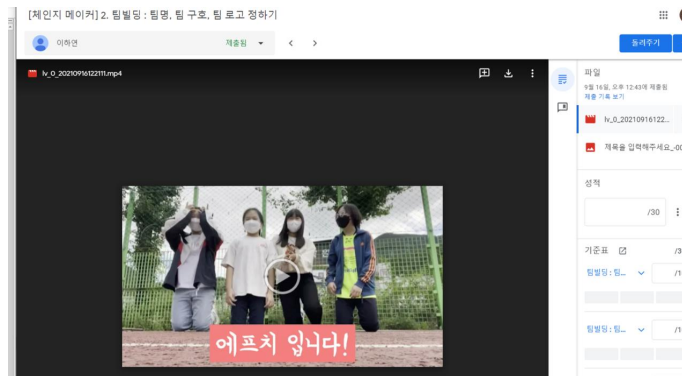 [체인지 메이커] 2. 팀빌딩 : 팀명, 팀 구호, 팀 로고 정하기
이하연
제출됨
돌려주기
lv_0_20210916122111.mp4
파일
9월 16일, 오후 12:43에 제출됨
제출 기록 보기
lv_0_20210916122...
제목을 입력해주세요_-00
성적
/30
기준표
/3
팀빌딩 : 팀...
/1
팀빌딩 : 팀...
/1
에프치 입니다!